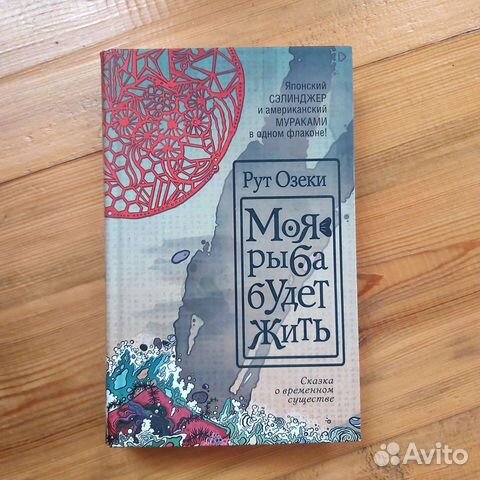 Японский
СЭЛИНДЖЕР
и американский
МУРАКАМИ
в одном флаконе!
Рут Озеки
Моя
рыба
будет
жить
Сказка
о временном
существе
Avito